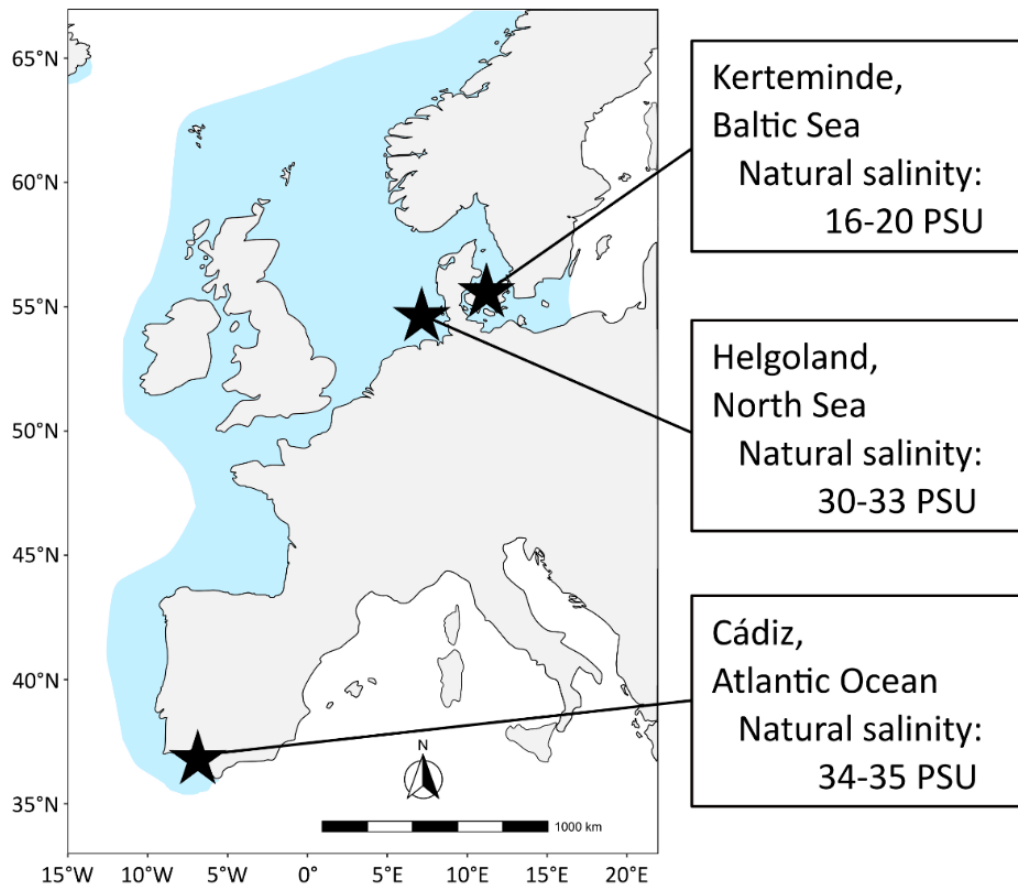 65°N
60°N
55°N
50°N
45°N
40°N
35°N
15°W 10°W 5°W 0° 5°E 10°E 15°E 20°E
N
1000 km
Kerteminde,
Baltic Sea
Natural salinity:
16-20 PSU
Helgoland,
North Sea
Natural salinity:
30-33 PSU
Cádiz,
Atlantic Ocean
Natural salinity:
34-35 PSU